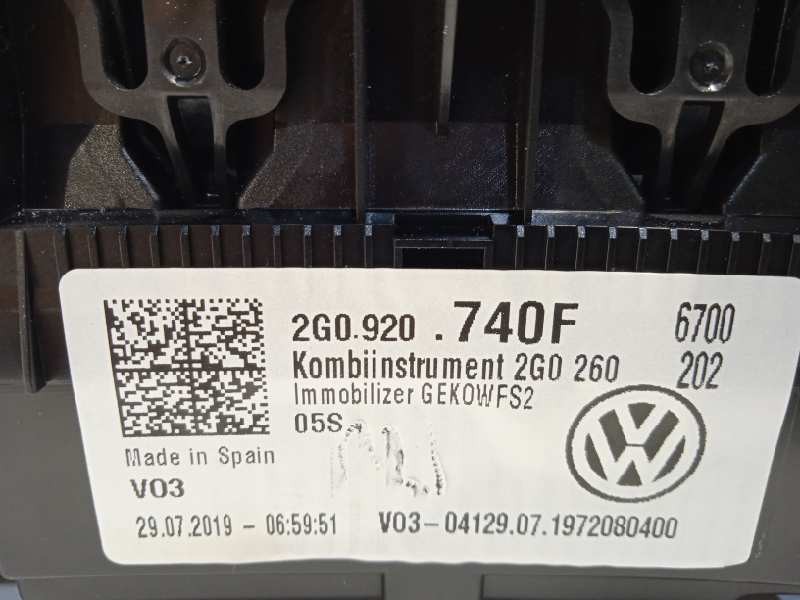 2G0.920 .740F 6700
Kombiinstrument 2G0 260 202
Immobilizer GEKOWFS2
05S
Made in Spain
V03
29.07.2019 - 06:59:51 V03-04129.07.1972080400